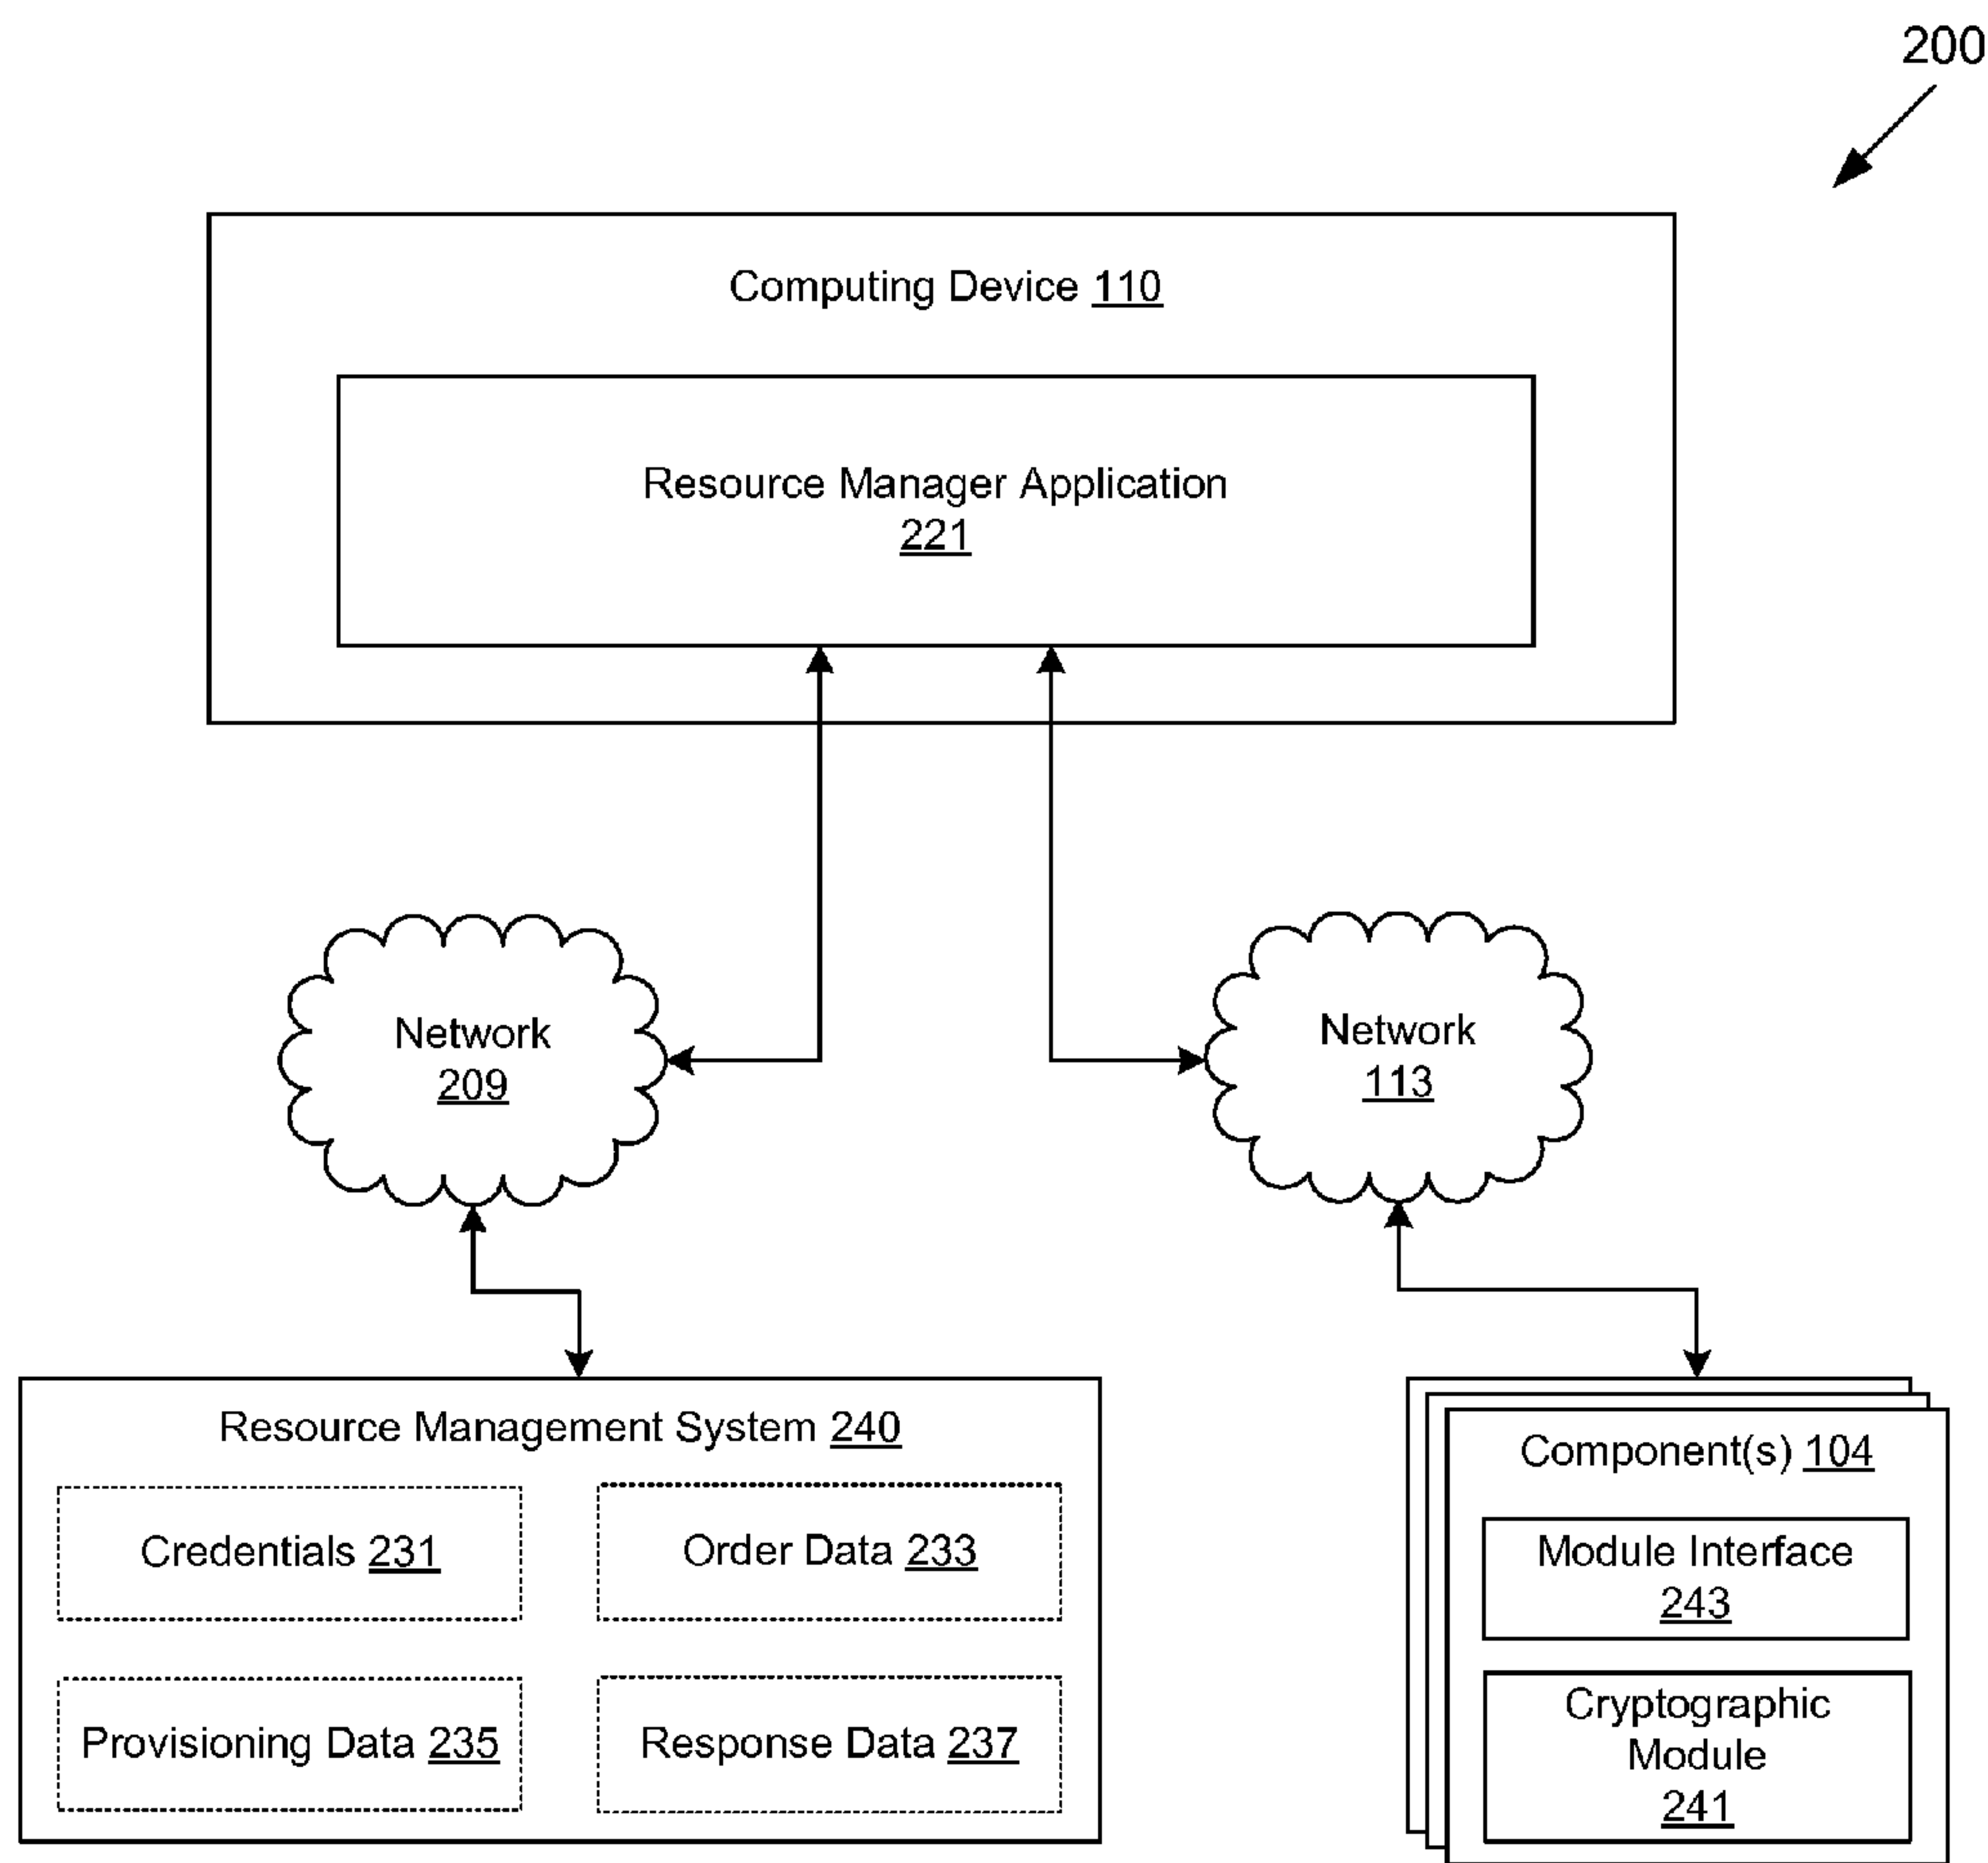 200
Computing Device 110
Resource Manager Application
221
Network
209
Network
113
Resource Management System 240
Credentials 231
Order Data 233
Provisioning Data 235
Response Data 237
Component(s) 104
Module Interface
243
Cryptographic
Module
241